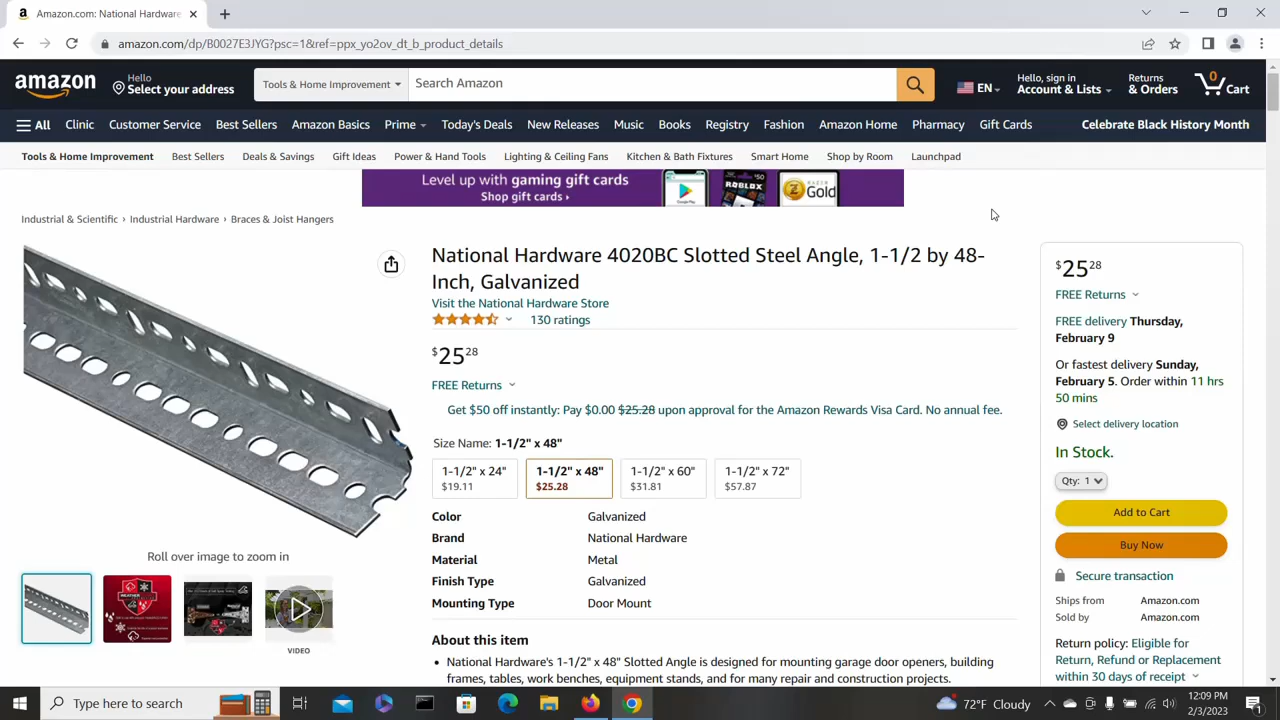 a Amazon.com: National Hardware
amazon.com/dp/B0027E3JYG?psc=1&ref=ppx_yo2ov_dt_b_product_details
amazon
Hello
Select your address
Tools & Home Improvement
Search Amazon
EN
Hello, sign in
Account & Lists
Returns
& Orders
0
Cart
All
Clinic
Customer Service
Best Sellers
Amazon Basics
Prime
Today's Deals
New Releases
Music
Books
Registry
Fashion
Amazon Home
Pharmacy
Gift Cards
Celebrate Black History Month
Tools & Home Improvement
Best Sellers
Deals & Savings
Gift Ideas
Power & Hand Tools
Lighting & Ceiling Fans
Kitchen & Bath Fixtures
Smart Home
Shop by Room
Launchpad
Level up with gaming gift cards
Shop gift cards ›
$50
ROBLOX
Gold
Industrial & Scientific › Industrial Hardware › Braces & Joist Hangers
Roll over image to zoom in
VIDEO
National Hardware 4020BC Slotted Steel Angle, 1-1/2 by 48-
Inch, Galvanized
Visit the National Hardware Store
130 ratings
$25 28
FREE Returns
Get $50 off instantly: Pay $0.00 $25.28 upon approval for the Amazon Rewards Visa Card. No annual fee.
Size Name: 1-1/2" x 48"
1-1/2" x 24"
$19.11
1-1/2" x 48"
$25.28
1-1/2" x 60"
$31.81
1-1/2" x 72"
$57.87
Color Galvanized
Brand National Hardware
Material Metal
Finish Type Galvanized
Mounting Type Door Mount
About this item
• National Hardware's 1-1/2" x 48" Slotted Angle is designed for mounting garage door openers, building
frames, tables, work benches, equipment stands, and for many repair and construction projects.
$25 28
FREE Returns
FREE delivery Thursday,
February 9
Or fastest delivery Sunday,
February 5. Order within 11 hrs
50 mins
Select delivery location
In Stock.
Qty: 1
Add to Cart
Buy Now
Secure transaction
Ships from Amazon.com
Sold by Amazon.com
Return policy: Eligible for
Return, Refund or Replacement
within 30 days of receipt
Type here to search
72°F Cloudy
12:09 PM
2/3/2023